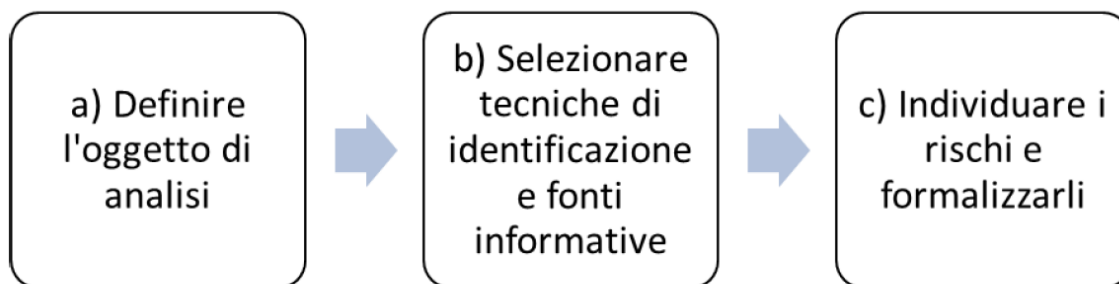 a) Definire
l'oggetto di
analisi
b) Selezionare
tecniche di
identificazione
e fonti
informative
c) Individuare i
rischi e
formalizzarli